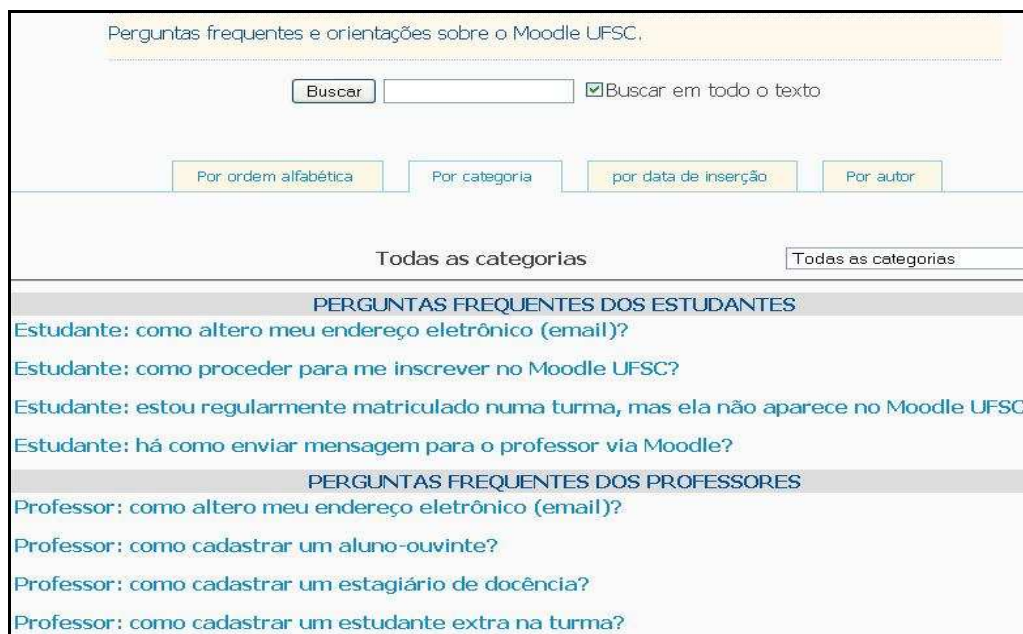 Perguntas frequentes e orientações sobre o Moodle UFSC.
Buscar Buscar em todo o texto
Por ordem alfabética Por categoria por data de inserção Por autor
Todas as categorias Todas as categorias
PERGUNTAS FREQUENTES DOS ESTUDANTES
Estudante: como altero meu endereço eletrônico (email)?
Estudante: como proceder para me inscrever no Moodle UFSC?
Estudante: estou regularmente matriculado numa turma, mas ela não aparece no Moodle UFSC
Estudante: há como enviar mensagem para o professor via Moodle?
PERGUNTAS FREQUENTES DOS PROFESSORES
Professor: como altero meu endereço eletrônico (email)?
Professor: como cadastrar um aluno-ouvinte?
Professor: como cadastrar um estagiário de docência?
Professor: como cadastrar um estudante extra na turma?